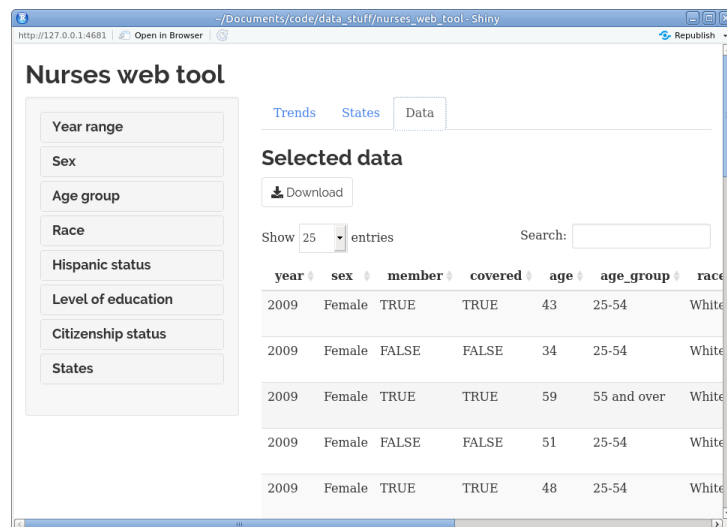 ~/Documents/code/data_stuff/nurses_web_tool - Shiny
http://127.0.0.1:4681 Open in Browser Republish
Nurses web tool
Year range
Sex
Age group
Race
Hispanic status
Level of education
Citizenship status
States
Trends States Data
Selected data
Download
Show 25 entries Search:
year sex member covered age age_group race
2009 Female TRUE TRUE 43 25-54 White
2009 Female FALSE FALSE 34 25-54 White
2009 Female TRUE TRUE 59 55 and over White
2009 Female FALSE FALSE 51 25-54 White
2009 Female TRUE TRUE 48 25-54 White